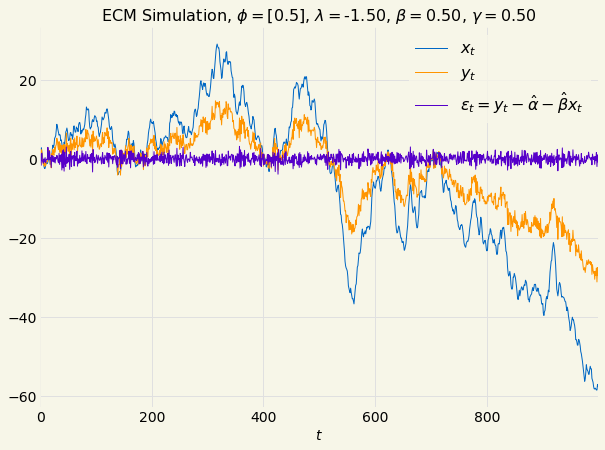 ECM Simulation, ϕ = [0.5], λ = -1.50, β = 0.50, γ = 0.50
x_t
y_t
ε_t = y_t − α̂ − β̂x_t
20
0
−20
−40
−60
0 200 400 600 800
t